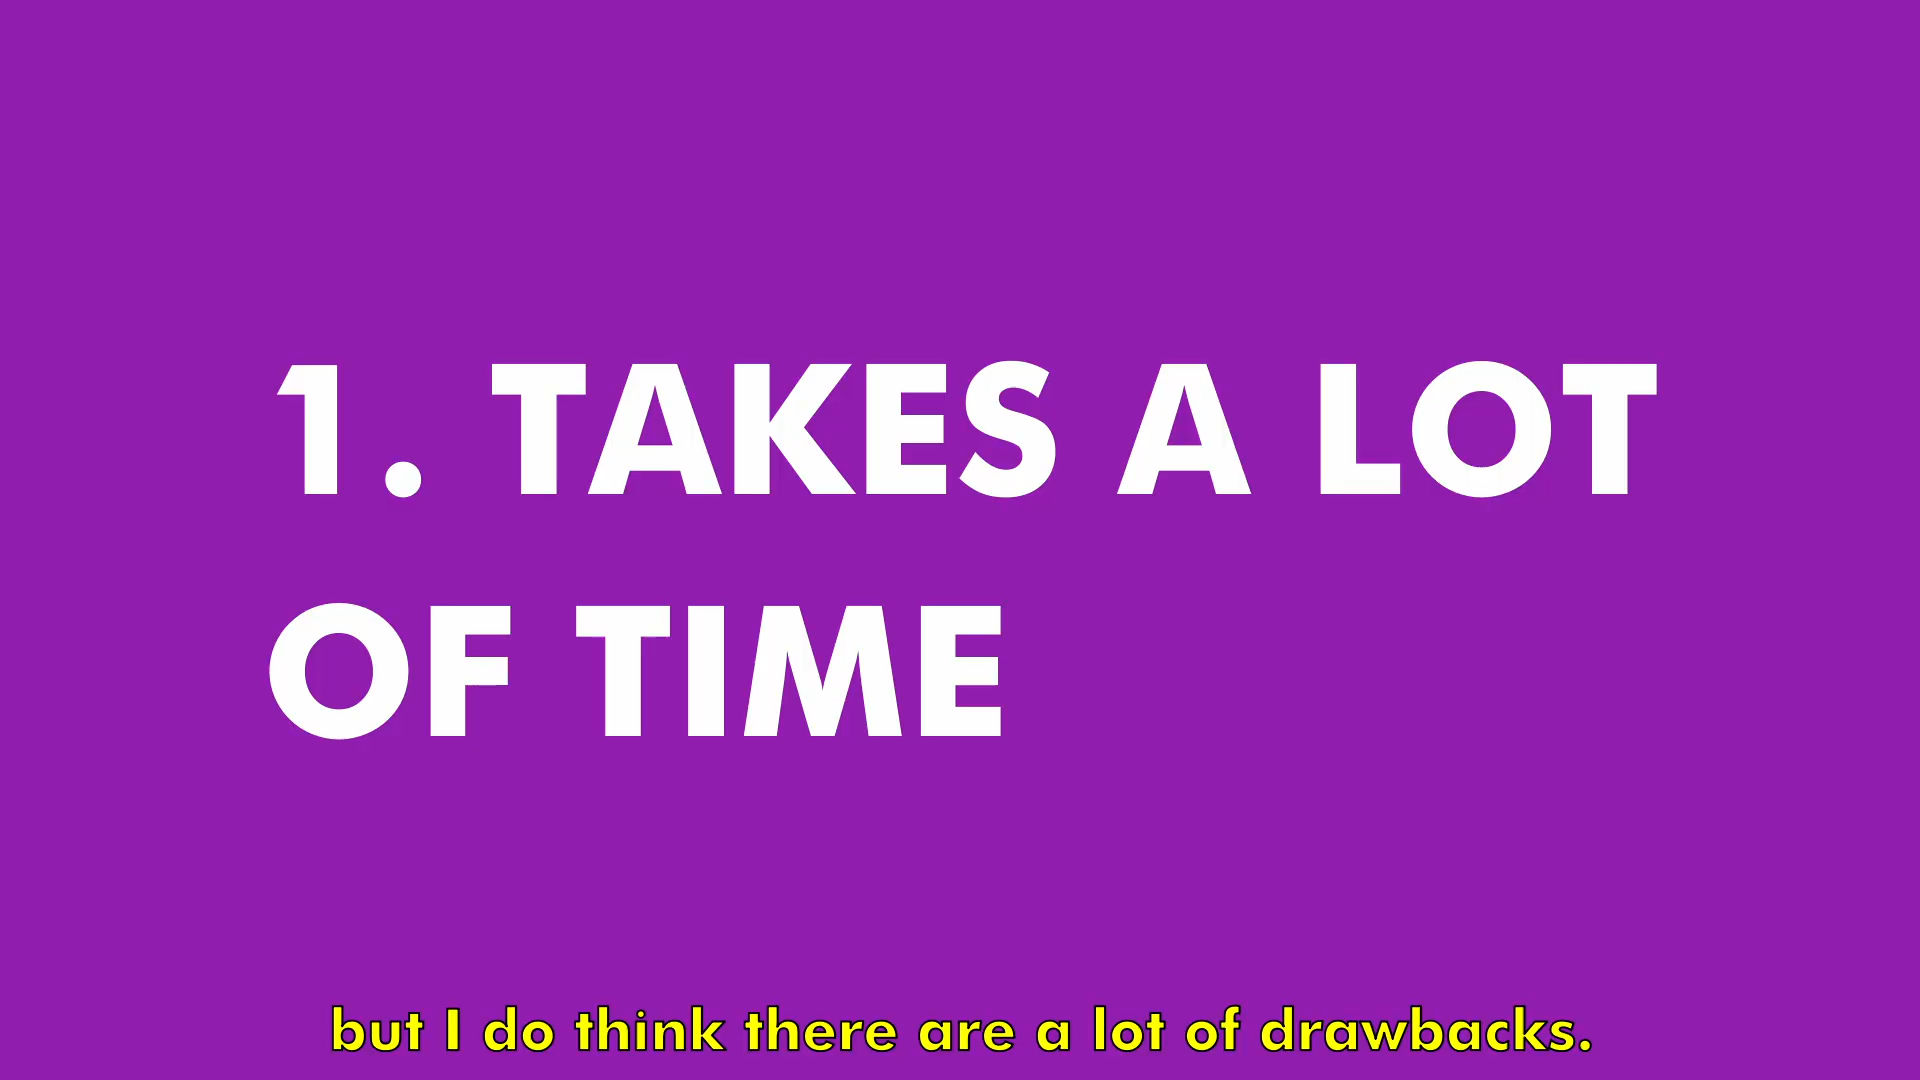 1. TAKES A LOT
OF TIME
but I do think there are a lot of drawbacks.